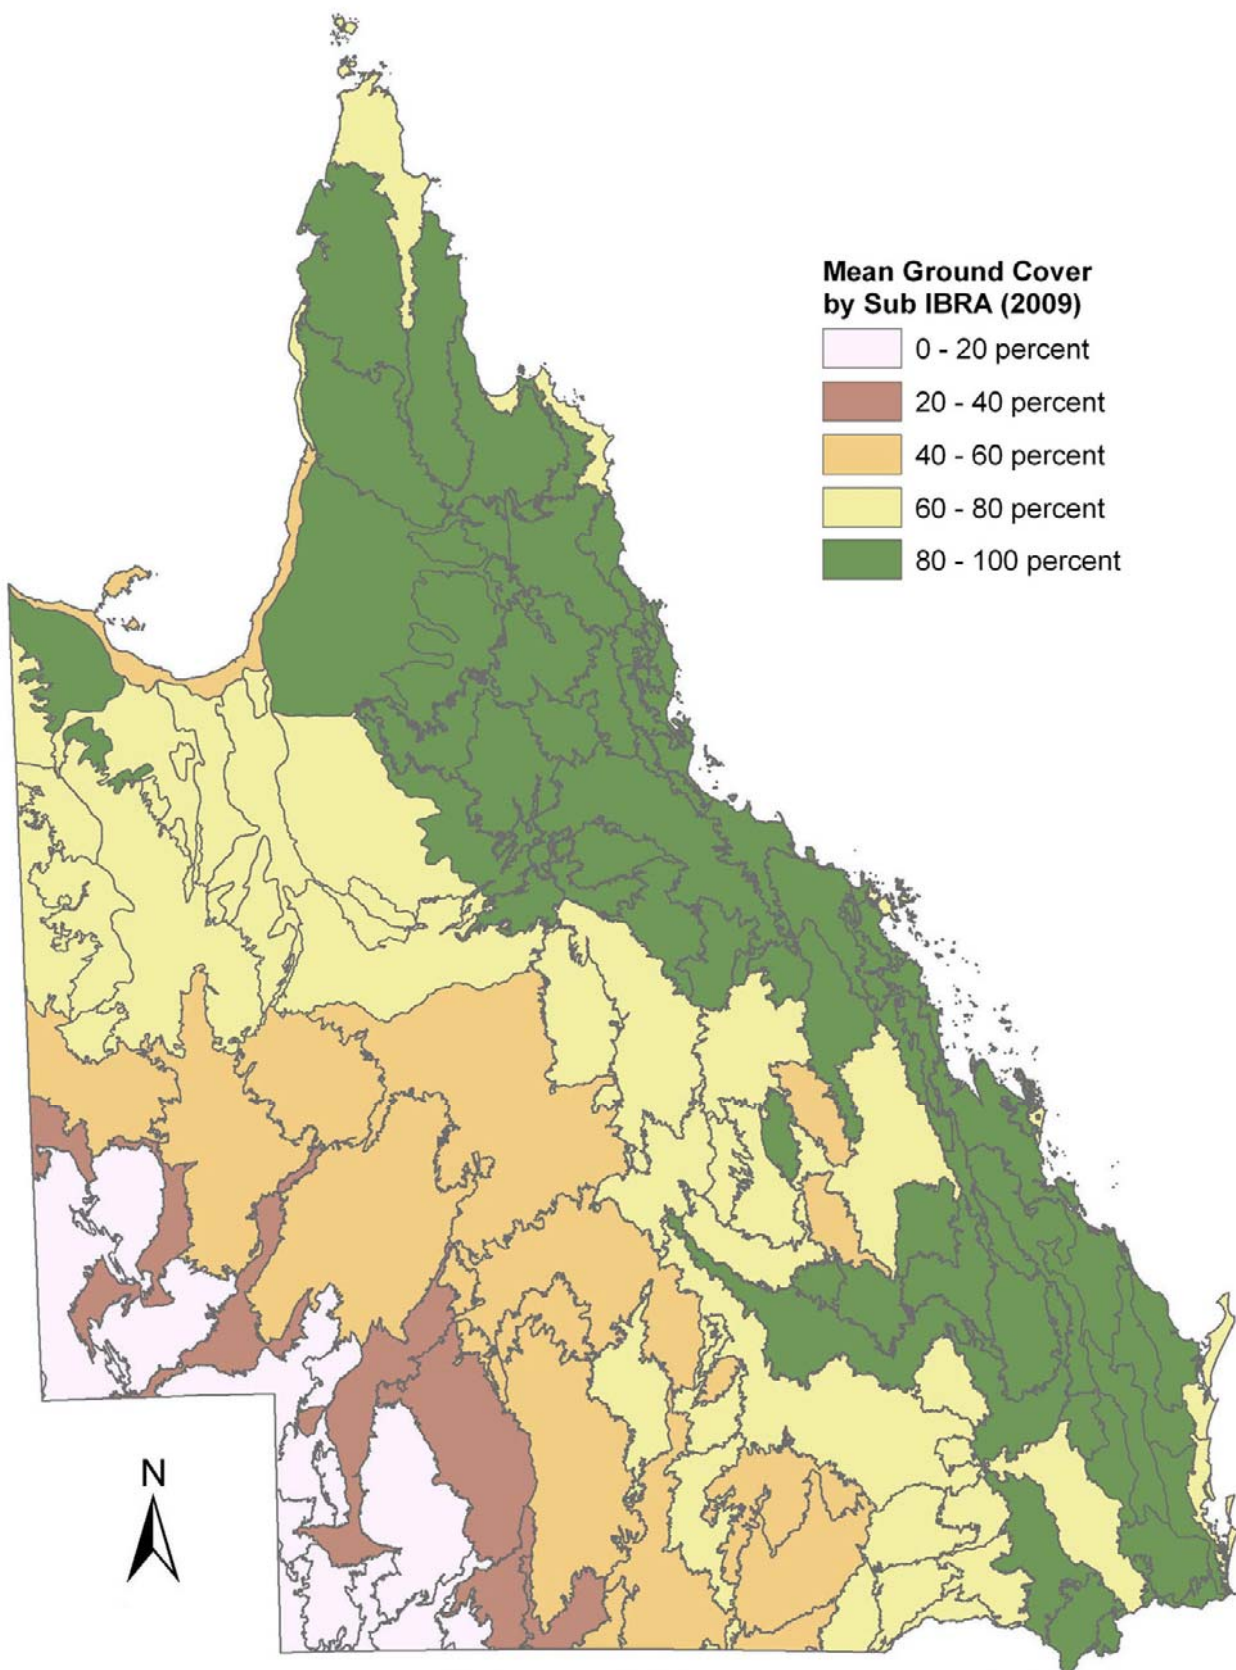 Mean Ground Cover
by Sub IBRA (2009)
0 - 20 percent
20 - 40 percent
40 - 60 percent
60 - 80 percent
80 - 100 percent
N